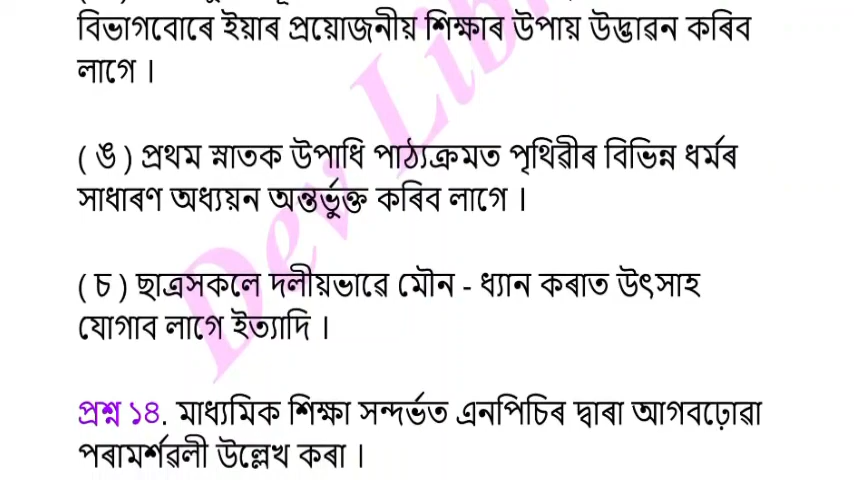 বিভাগবোৰে ইয়াৰ প্ৰয়োজনীয় শিক্ষাৰ উপায় উদ্ভাৱন কৰিব
লাগে ।
( ঙ ) প্ৰথম স্নাতক উপাধি পাঠ্যক্ৰমত পৃথিৱীৰ বিভিন্ন ধৰ্মৰ
সাধাৰণ অধ্যয়ন অন্তৰ্ভুক্ত কৰিব লাগে ।
( চ ) ছাত্ৰসকলে দলীয়ভাৱে মৌন - ধ্যান কৰাত উৎসাহ
যোগাব লাগে ইত্যাদি ।
প্ৰশ্ন ১৪. মাধ্যমিক শিক্ষা সন্দৰ্ভত এনপিচিৰ দ্বাৰা আগবঢ়োৱা
পৰামৰ্শৱলী উল্লেখ কৰা ।